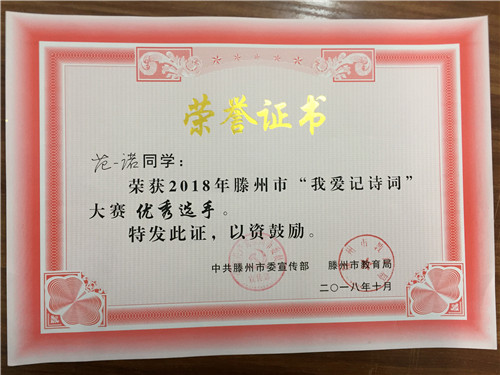 荣誉证书
范一诺同学：
荣获2018年滕州市“我爱记诗词”
大赛 优秀选手。
特发此证，以资鼓励。
中共滕州市委宣传部 滕州市教育局
二〇一八年十月